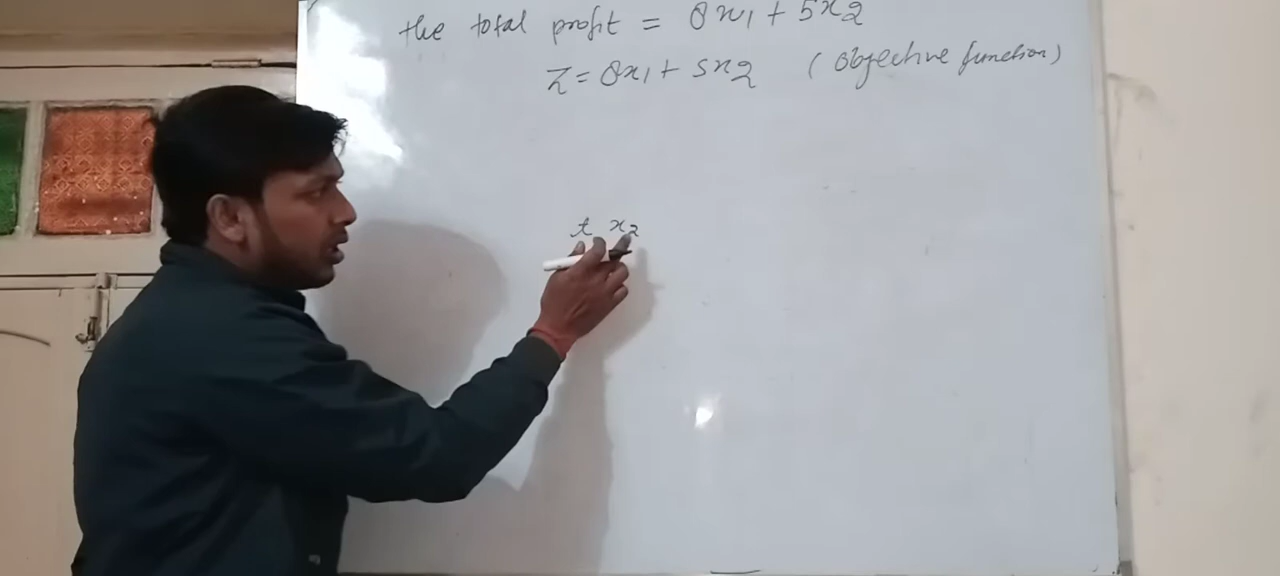 the total profit = 8x1 + 5x2
Z = 8x1 + 5x2 (Objective function)
t x2